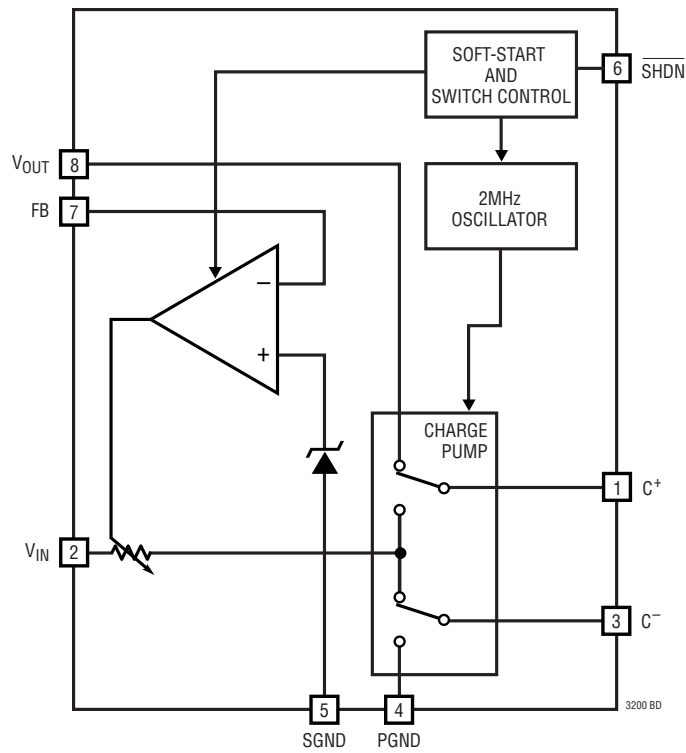 SOFT-START
AND
SWITCH CONTROL
6
SHDN
VOUT
8
FB
7
2MHz
OSCILLATOR
−
+
CHARGE
PUMP
1
C+
VIN
2
3
C−
5
4
SGND
PGND
3200 BD